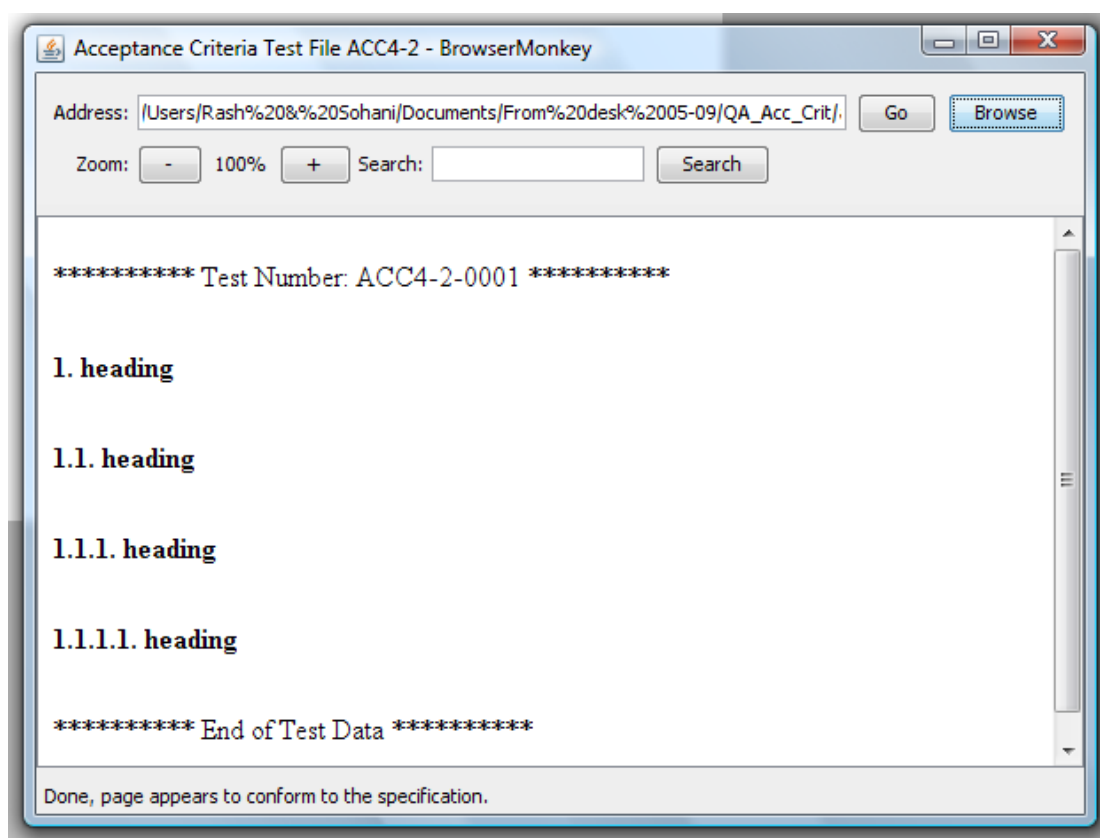 Acceptance Criteria Test File ACC4-2 - BrowserMonkey
Address: /Users/Rash%20&%20Sohani/Documents/From%20desk%2005-09/QA_Acc_Crit/ Go Browse
Zoom: - 100% + Search: Search
********** Test Number: ACC4-2-0001 **********
1. heading
1.1. heading
1.1.1. heading
1.1.1.1. heading
********** End of Test Data **********
Done, page appears to conform to the specification.